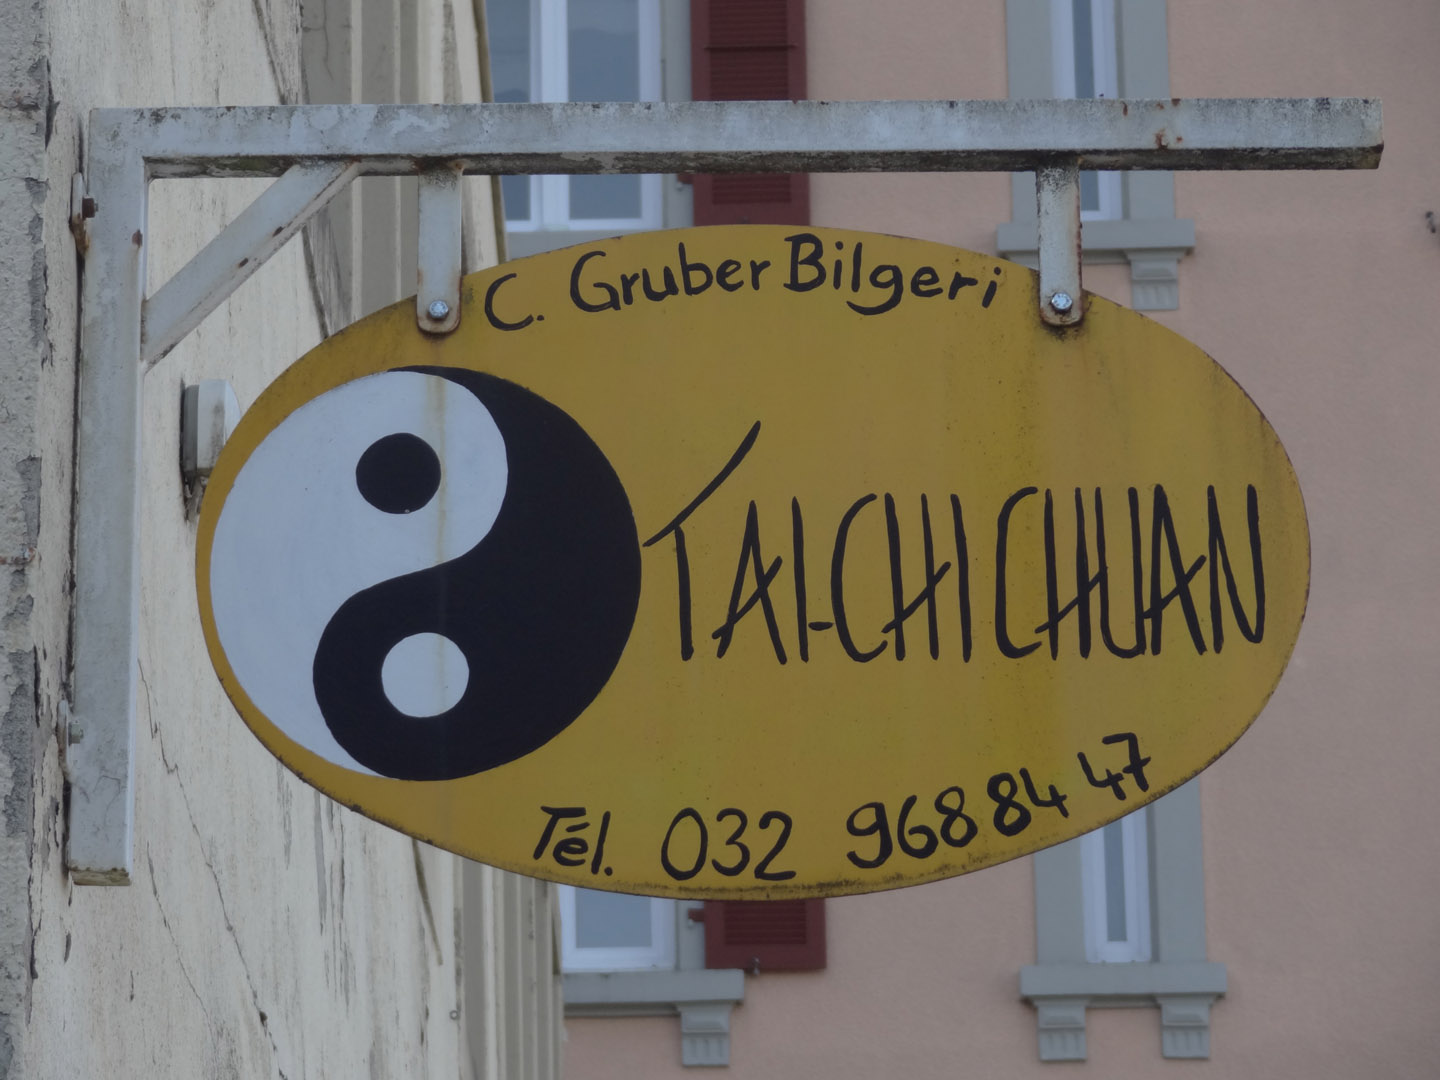 C. Gruber Bilgeri
TAI-CHI CHUAN
Tél. 032 968 84 47